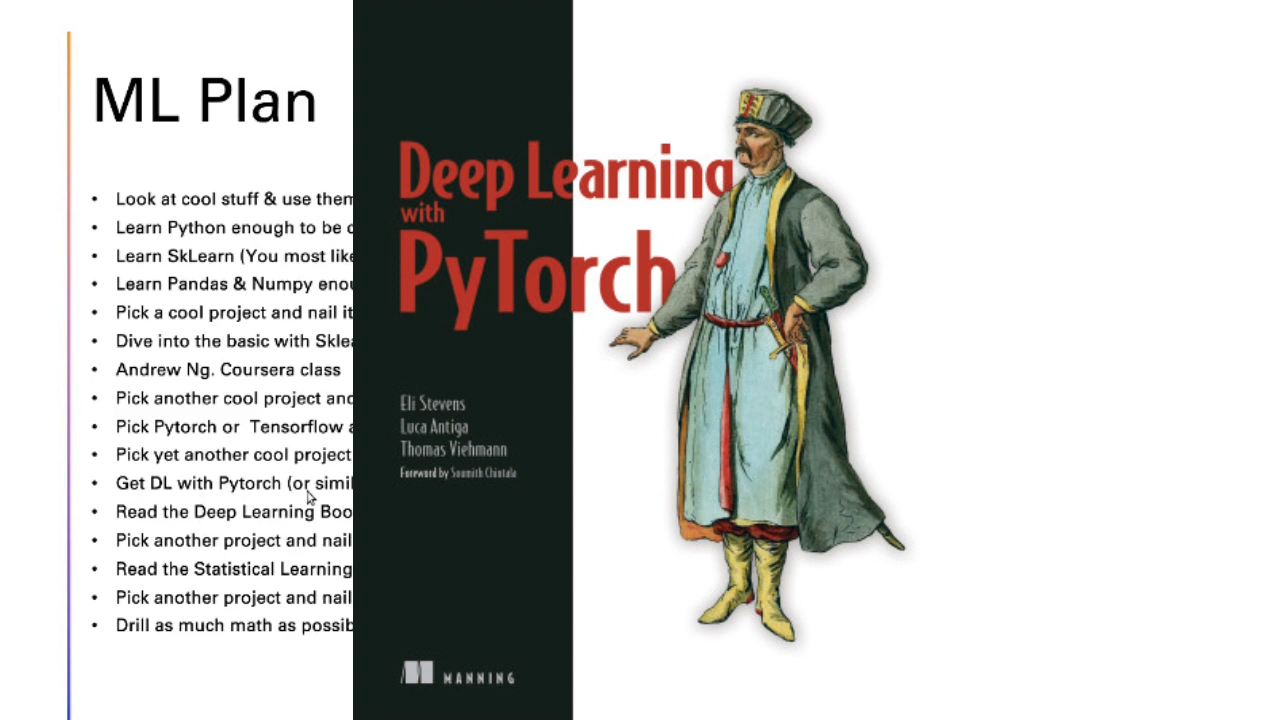 ML Plan
• Look at cool stuff & use them
• Learn Python enough to be
• Learn SkLearn (You most like
• Learn Pandas & Numpy enou
• Pick a cool project and nail it
• Dive into the basic with Sklea
• Andrew Ng. Coursera class
• Pick another cool project and
• Pick Pytorch or Tensorflow a
• Pick yet another cool project
• Get DL with Pytorch (or simil
• Read the Deep Learning Boo
• Pick another project and nail
• Read the Statistical Learning
• Pick another project and nail
• Drill as much math as possib
Deep Learning
with
PyTorch
Eli Stevens
Luca Antiga
Thomas Viehmann
Foreword by Soumith Chintala
MANNING